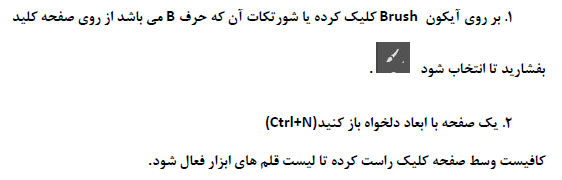 ۱. بر روی آیکون Brush کلیک کرده یا شورتکات آن که حرف B می باشد از روی صفحه کلید
بفشارید تا انتخاب شود .
۲. یک صفحه با ابعاد دلخواه باز کنید(Ctrl+N)
کافیست وسط صفحه کلیک راست کرده تا لیست قلم های ابزار فعال شود.